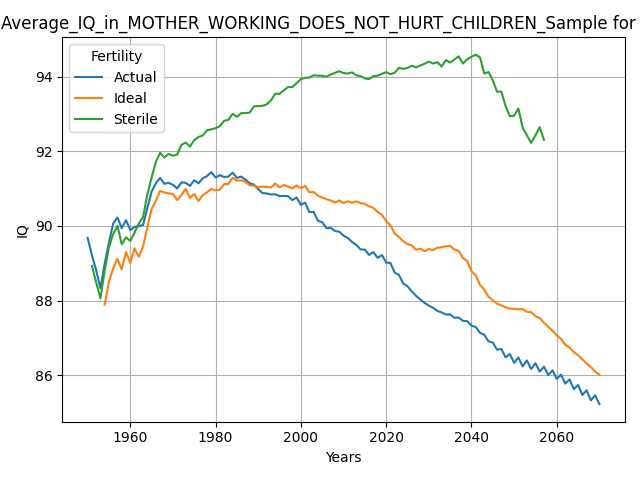 Average_IQ_in_MOTHER_WORKING_DOES_NOT_HURT_CHILDREN_Sample for
Fertility
Actual
Ideal
Sterile
94
92
90
88
86
IQ
1960
1980
2000
2020
2040
2060
Years